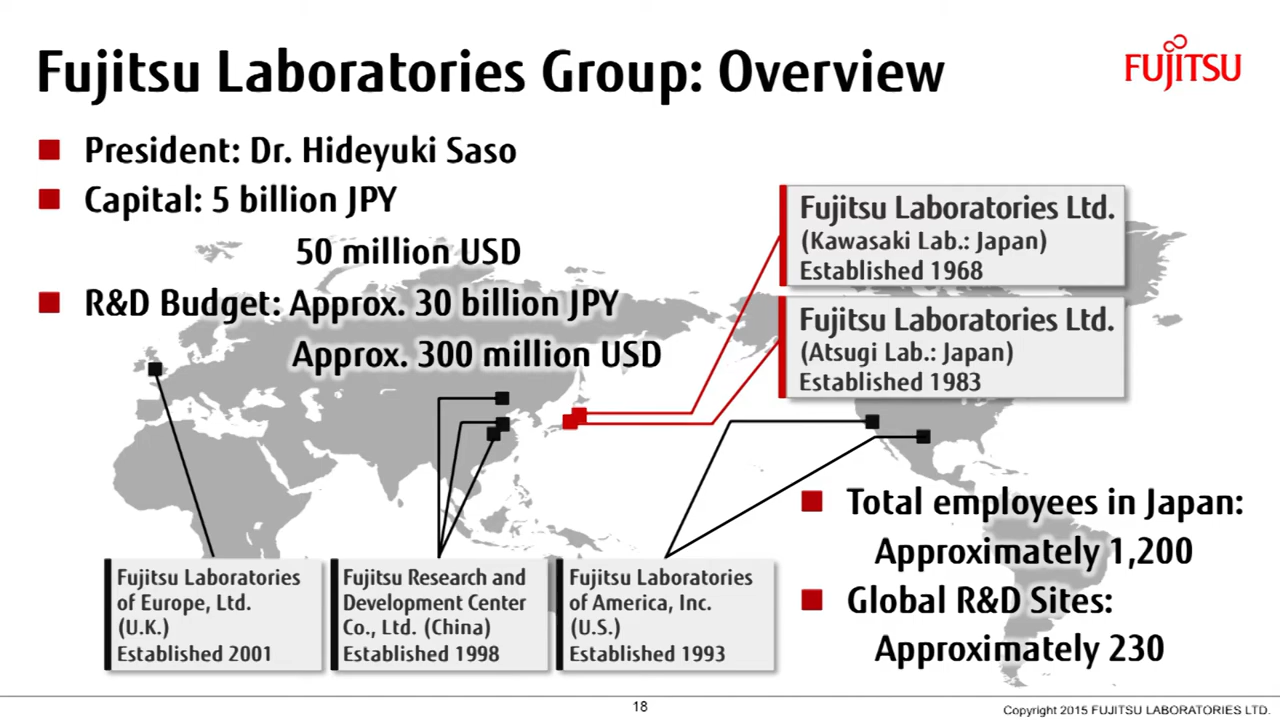 Fujitsu Laboratories Group: Overview
FUJITSU
President: Dr. Hideyuki Saso
Capital: 5 billion JPY
50 million USD
R&D Budget: Approx. 30 billion JPY
Approx. 300 million USD
Fujitsu Laboratories Ltd.
(Kawasaki Lab.: Japan)
Established 1968
Fujitsu Laboratories Ltd.
(Atsugi Lab.: Japan)
Established 1983
Fujitsu Laboratories
of Europe, Ltd.
(U.K.)
Established 2001
Fujitsu Research and
Development Center
Co., Ltd. (China)
Established 1998
Fujitsu Laboratories
of America, Inc.
(U.S.)
Established 1993
Total employees in Japan:
Approximately 1,200
Global R&D Sites:
Approximately 230
18
Copyright 2015 FUJITSU LABORATORIES LTD.